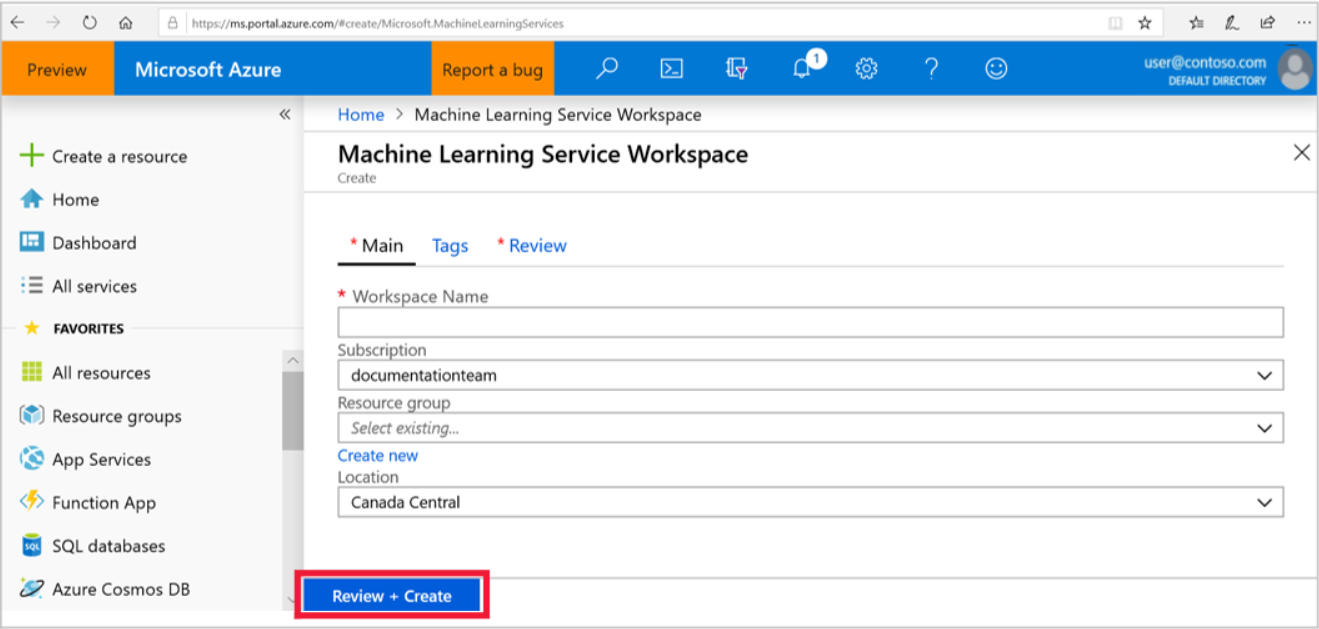 https://ms.portal.azure.com/#create/Microsoft.MachineLearningServices
Preview
Microsoft Azure
Report a bug
1
user@contoso.com
DEFAULT DIRECTORY
«
Create a resource
Home
Dashboard
All services
FAVORITES
All resources
Resource groups
App Services
Function App
SQL
SQL databases
Azure Cosmos DB
Home > Machine Learning Service Workspace
Machine Learning Service Workspace
Create
* Main Tags * Review
* Workspace Name
Subscription
documentationteam
Resource group
Select existing...
Create new
Location
Canada Central
Review + Create